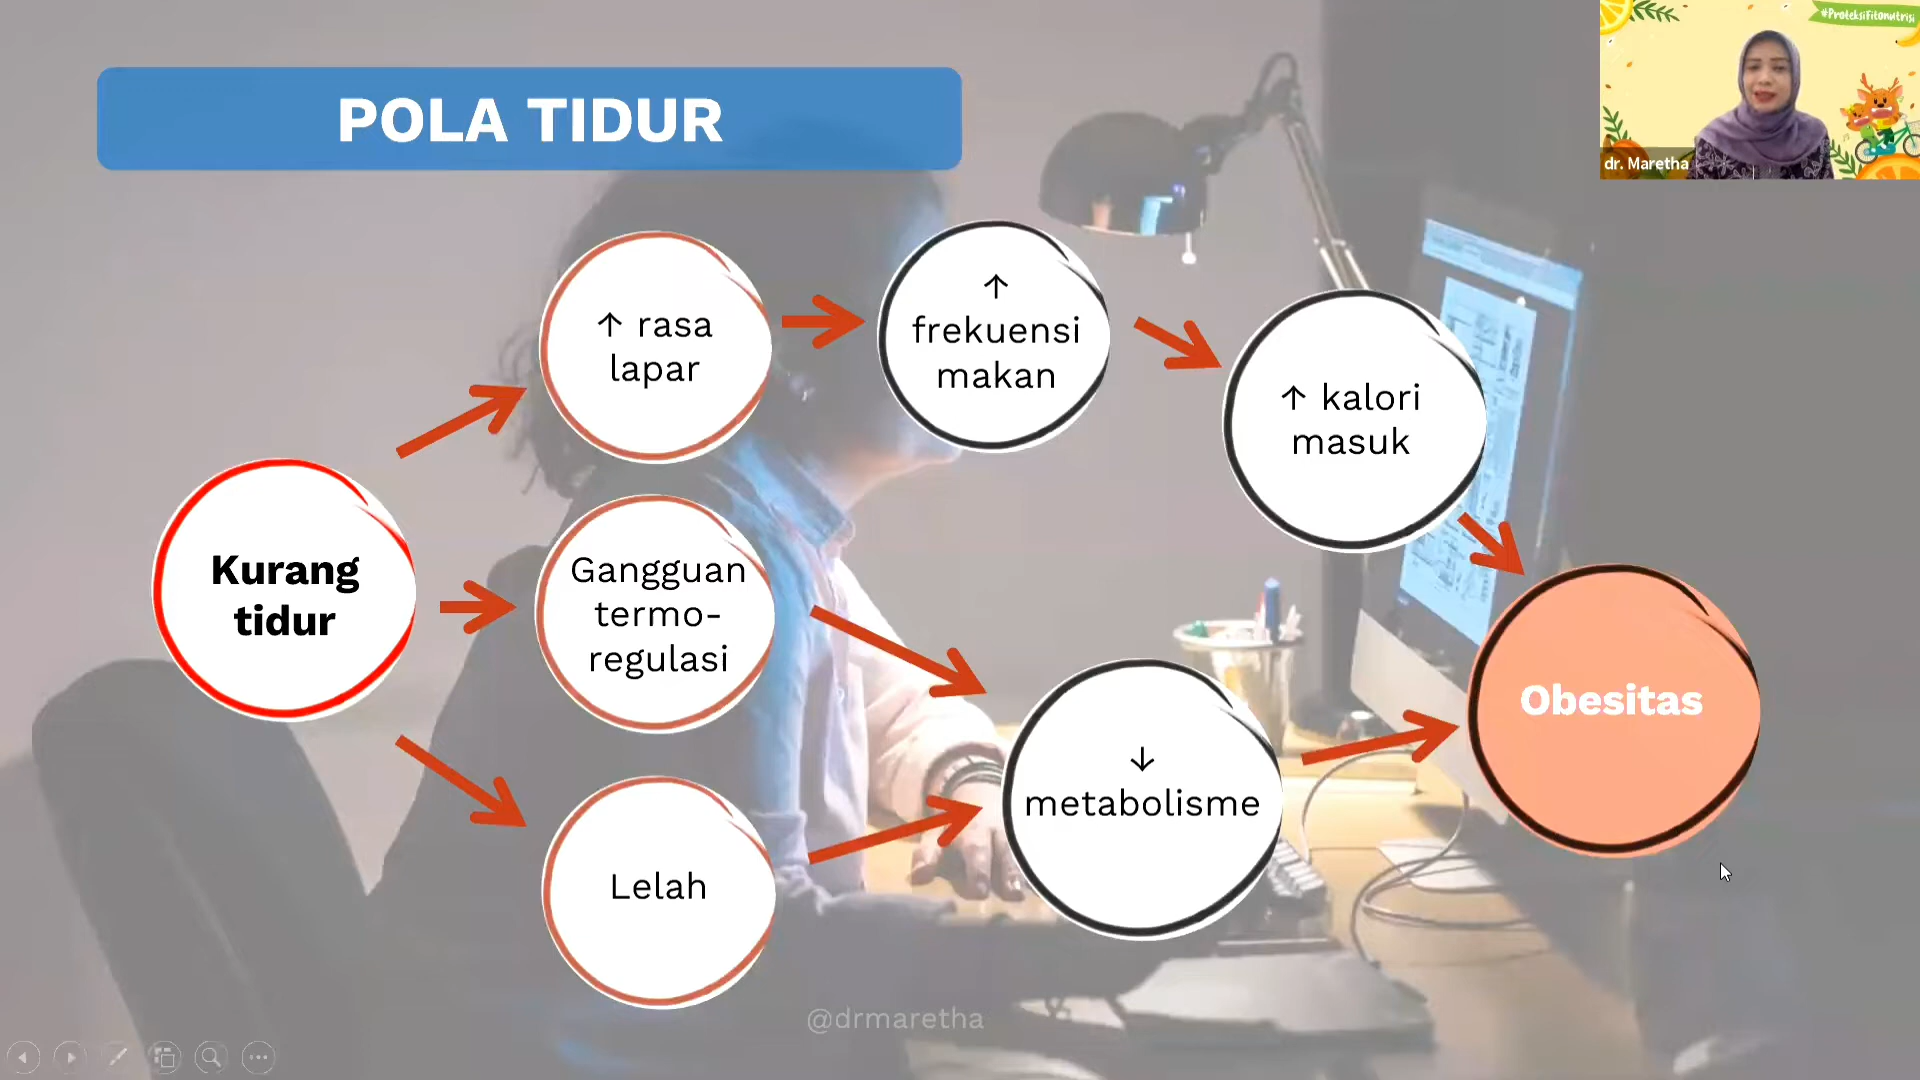 POLA TIDUR
#ProteksiFitonutrisi
dr. Maretha
↑ rasa
lapar
↑
frekuensi
makan
↑ kalori
masuk
Kurang
tidur
Gangguan
termo-
regulasi
Lelah
↓
metabolisme
Obesitas
@drmaretha